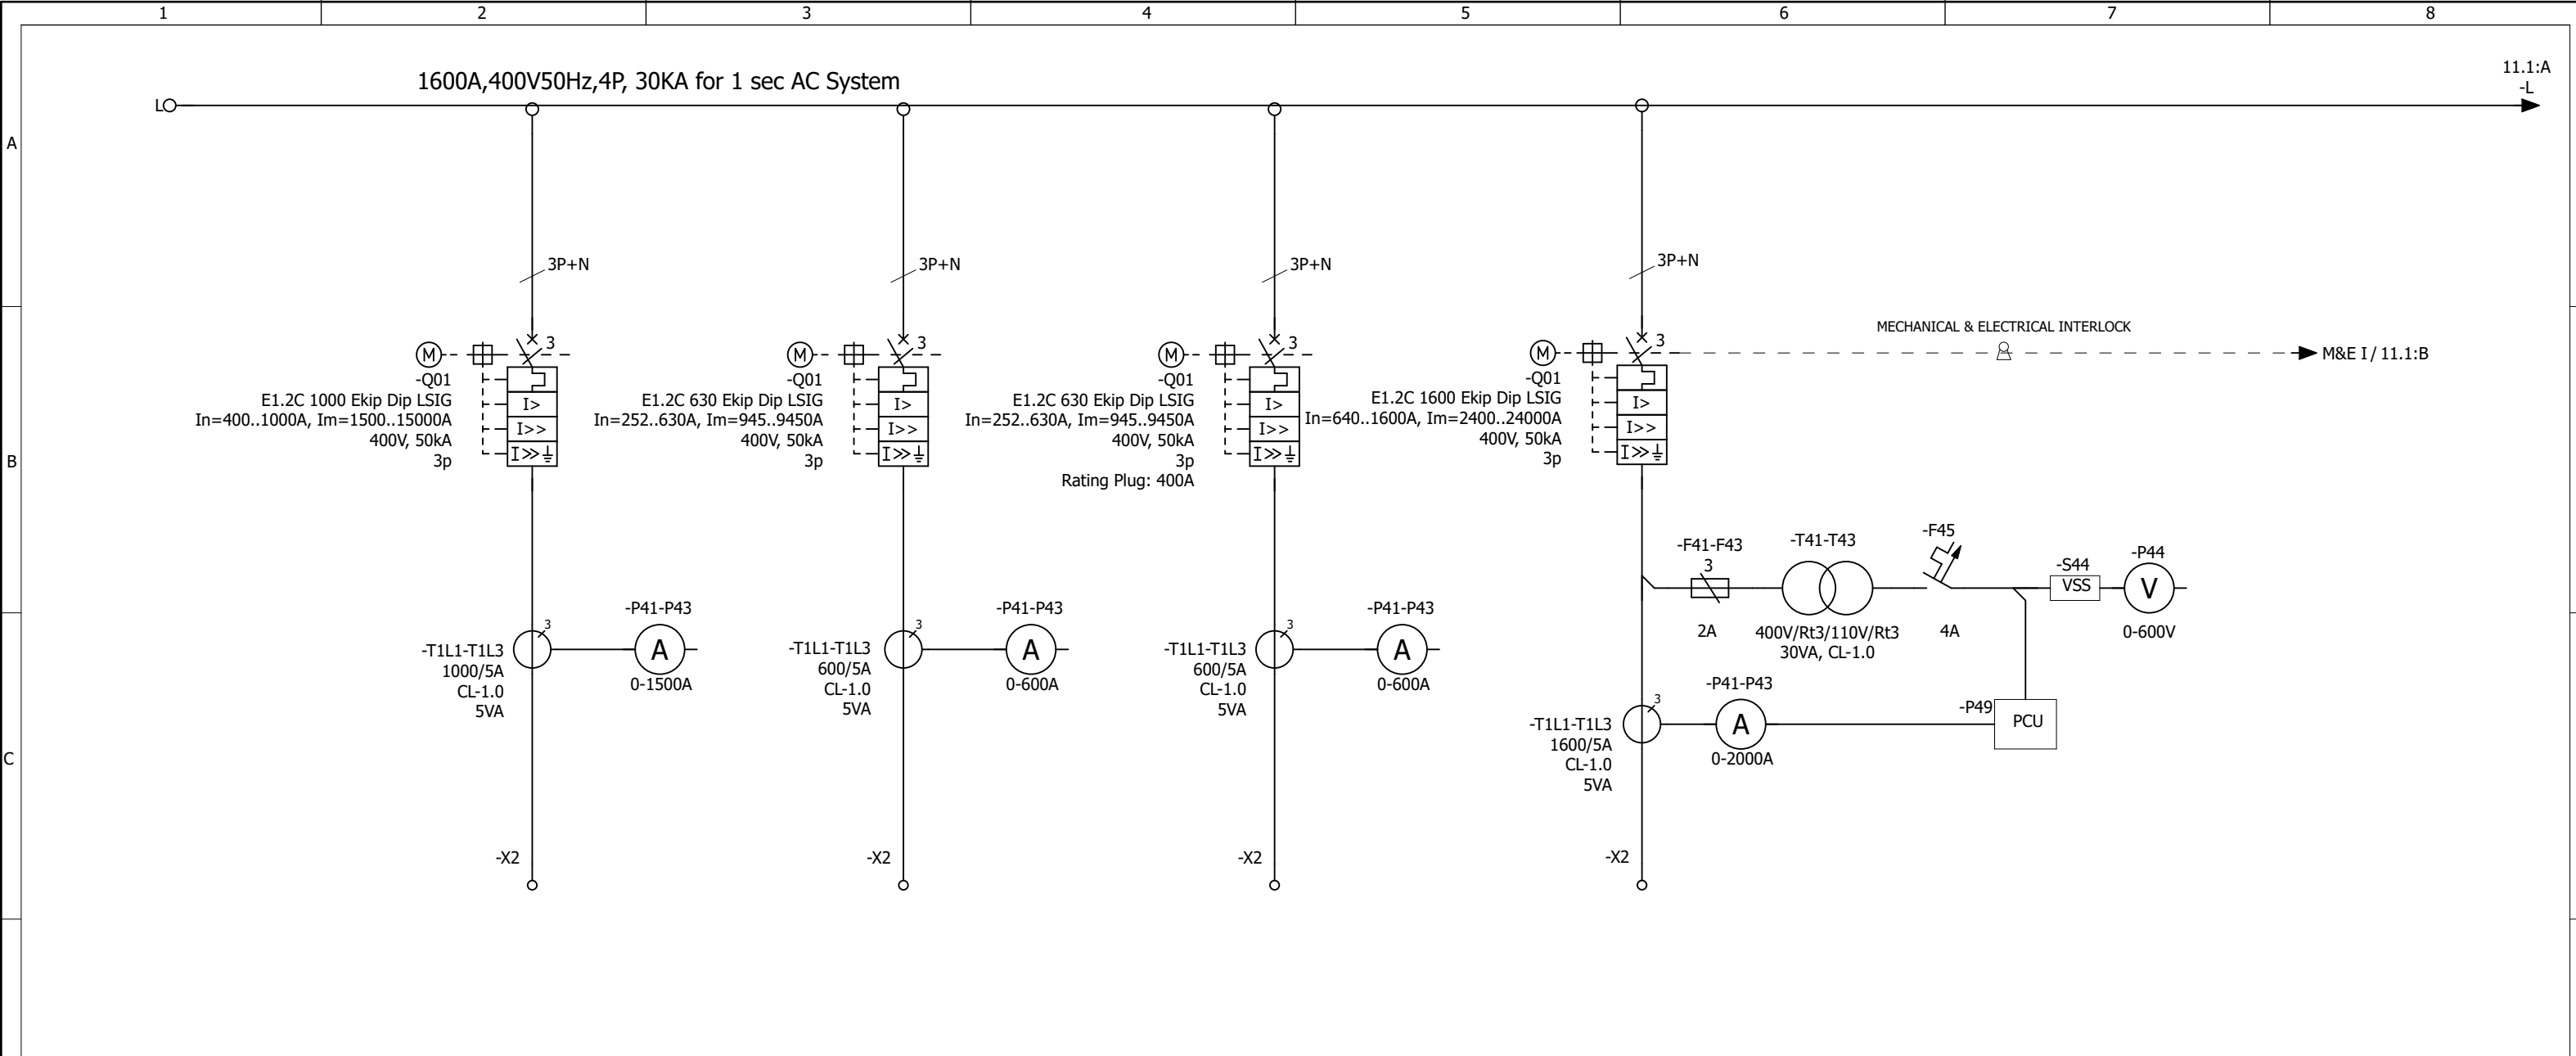 1
2
3
4
5
6
7
8
A
B
C
1600A,400V50Hz,4P, 30KA for 1 sec AC System
11.1:A
-L
L
3P+N
M
3
-Q01
E1.2C 1000 Ekip Dip LSIG
In=400..1000A, Im=1500..15000A
400V, 50kA
3p
I>
I>>
I>>
-T1L1-T1L3
1000/5A
CL-1.0
5VA
3
-P41-P43
A
0-1500A
-X2
3P+N
M
3
-Q01
E1.2C 630 Ekip Dip LSIG
In=252..630A, Im=945..9450A
400V, 50kA
3p
I>
I>>
I>>
-T1L1-T1L3
600/5A
CL-1.0
5VA
3
-P41-P43
A
0-600A
-X2
3P+N
M
3
-Q01
E1.2C 630 Ekip Dip LSIG
In=252..630A, Im=945..9450A
400V, 50kA
3p
Rating Plug: 400A
I>
I>>
I>>
-T1L1-T1L3
600/5A
CL-1.0
5VA
3
-P41-P43
A
0-600A
-X2
3P+N
M
3
-Q01
E1.2C 1600 Ekip Dip LSIG
In=640..1600A, Im=2400..24000A
400V, 50kA
3p
I>
I>>
I>>
MECHANICAL & ELECTRICAL INTERLOCK
M&E I / 11.1:B
-F41-F43
3
2A
-T41-T43
400V/Rt3/110V/Rt3
30VA, CL-1.0
-F45
4A
-S44
VSS
-P44
V
0-600V
-T1L1-T1L3
1600/5A
CL-1.0
5VA
3
-P41-P43
A
0-2000A
-P49
PCU
-X2